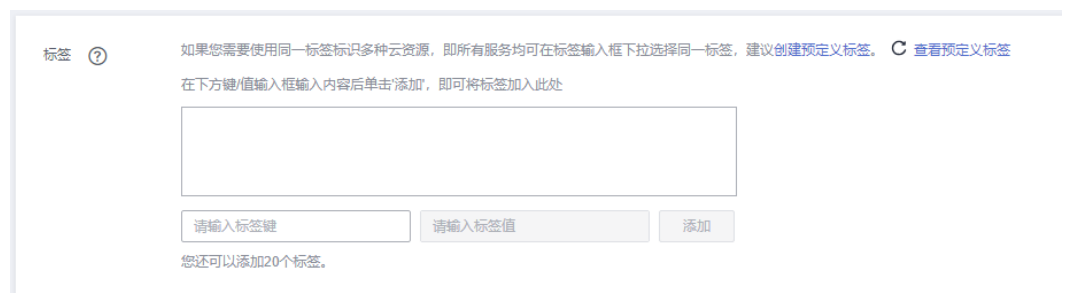 标签 ? 如果您需要使用同一标签标识多种云资源，即所有服务均可在标签输入框下拉选择同一标签，建议创建预定义标签。 查看预定义标签
在下方键/值输入框输入内容后单击'添加'，即可将标签加入此处
请输入标签键 请输入标签值 添加
您还可以添加20个标签。